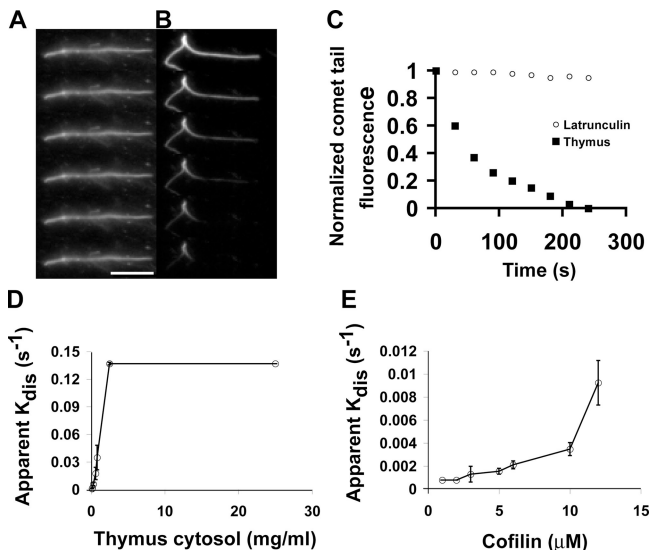 A
B
C
Normalized comet tail
fluorescence
1
0.8
0.6
0.4
0.2
0
0
100
200
300
Time (s)
Latrunculin
Thymus
D
Apparent Kdis (s-1)
0.15
0.12
0.09
0.06
0.03
0
10
20
30
Thymus cytosol (mg/ml)
E
Apparent Kdis (s-1)
0.012
0.01
0.008
0.006
0.004
0.002
0
0
5
10
15
Cofilin (μM)